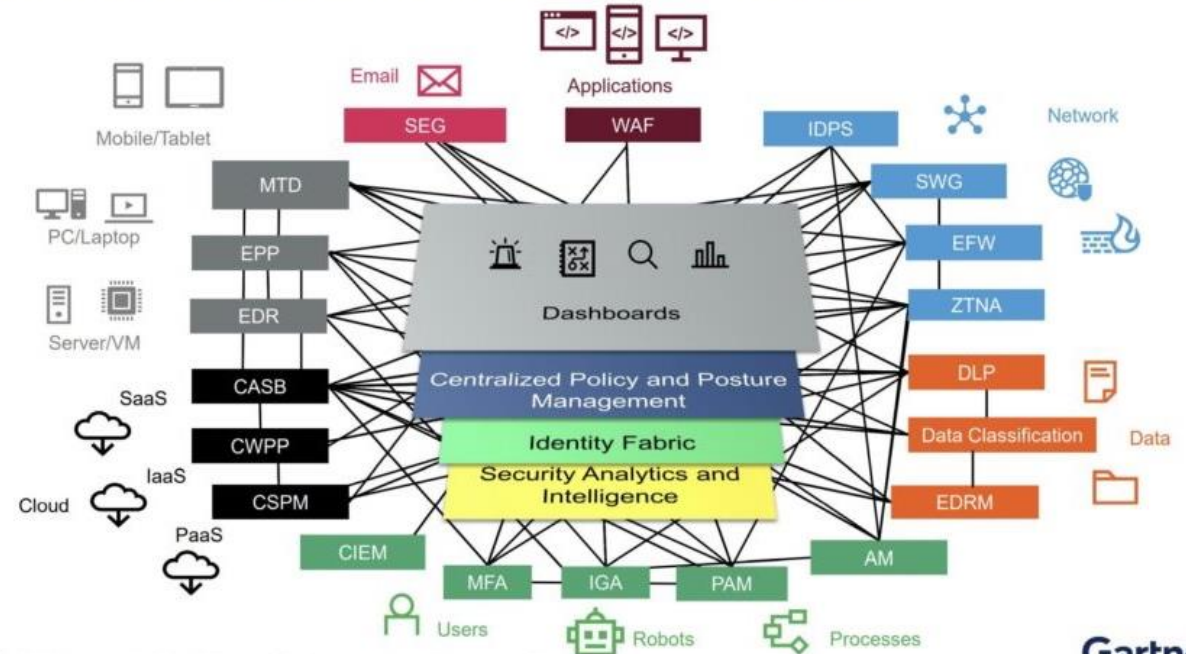 </>
</>
</>
Email
Applications
Mobile/Tablet
SEG
WAF
IDPS
Network
MTD
SWG
PC/Laptop
EPP
EFW
EDR
ZTNA
Server/VM
Dashboards
CASB
Centralized Policy and Posture
Management
DLP
SaaS
CWPP
Identity Fabric
Data Classification
Data
IaaS
Security Analytics and
Intelligence
Cloud
CSPM
EDRM
PaaS
CIEM
AM
MFA
IGA
PAM
Users
Robots
Processes